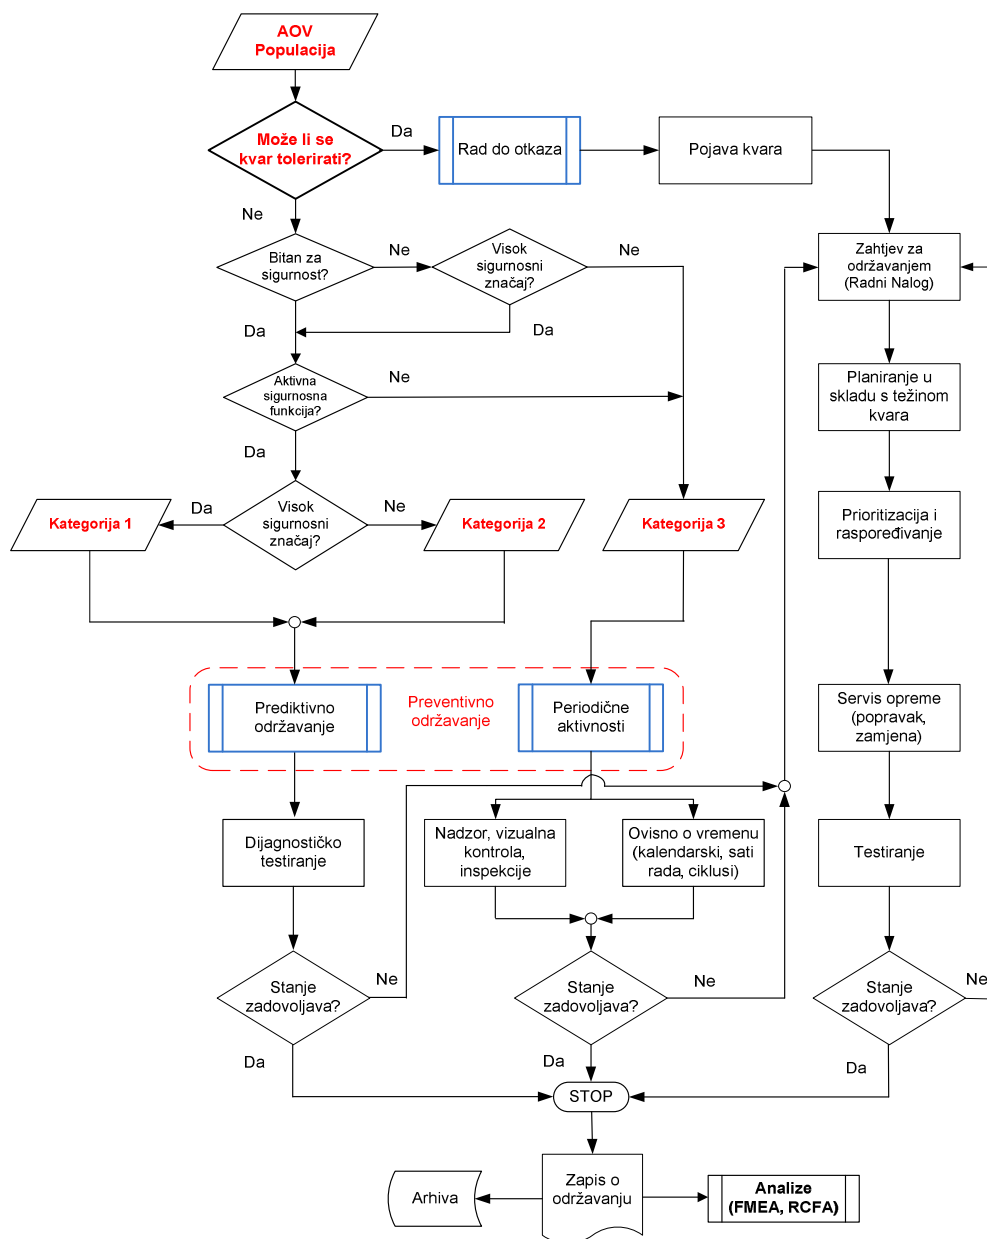 AOV
Populacija
Može li se
kvar tolerirati?
Da
Rad do otkaza
Pojava kvara
Ne
Bitan za
sigurnost?
Ne
Visok
sigurnosni
značaj?
Ne
Zahtjev za
održavanjem
(Radni Nalog)
Da
Da
Aktivna
sigurnosna
funkcija?
Ne
Planiranje u
skladu s težinom
kvara
Da
Kategorija 1
Da
Visok
sigurnosni
značaj?
Ne
Kategorija 2
Kategorija 3
Prioritizacija i
raspoređivanje
Prediktivno
održavanje
Preventivno
održavanje
Periodične
aktivnosti
Servis opreme
(popravak,
zamjena)
Dijagnostičko
testiranje
Nadzor, vizualna
kontrola,
inspekcije
Ovisno o vremenu
(kalendarski, sati
rada, ciklusi)
Testiranje
Stanje
zadovoljava?
Ne
Stanje
zadovoljava?
Ne
Stanje
zadovoljava?
Ne
Da
Da
Da
STOP
Arhiva
Zapis o
održavanju
Analize
(FMEA, RCFA)